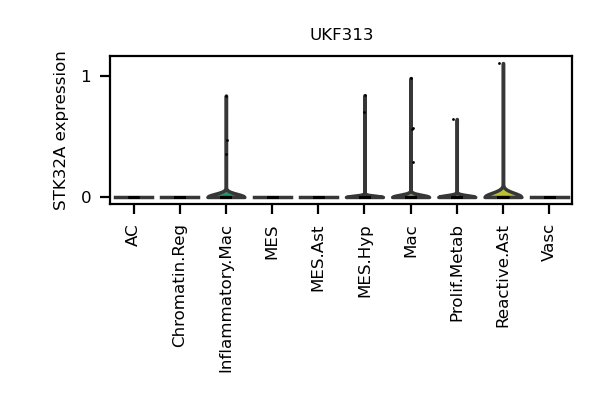 UKF313
STK32A expression
1
0
AC
Chromatin.Reg
Inflammatory.Mac
MES
MES.Ast
MES.Hyp
Mac
Prolif.Metab
Reactive.Ast
Vasc